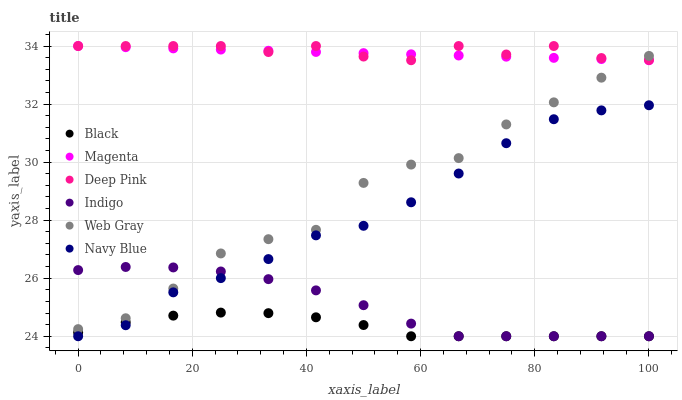 title
34
32
30
28
26
24
yaxis_label
Black
Magenta
Deep Pink
Indigo
Web Gray
Navy Blue
0 20 40 60 80 100
xaxis_label